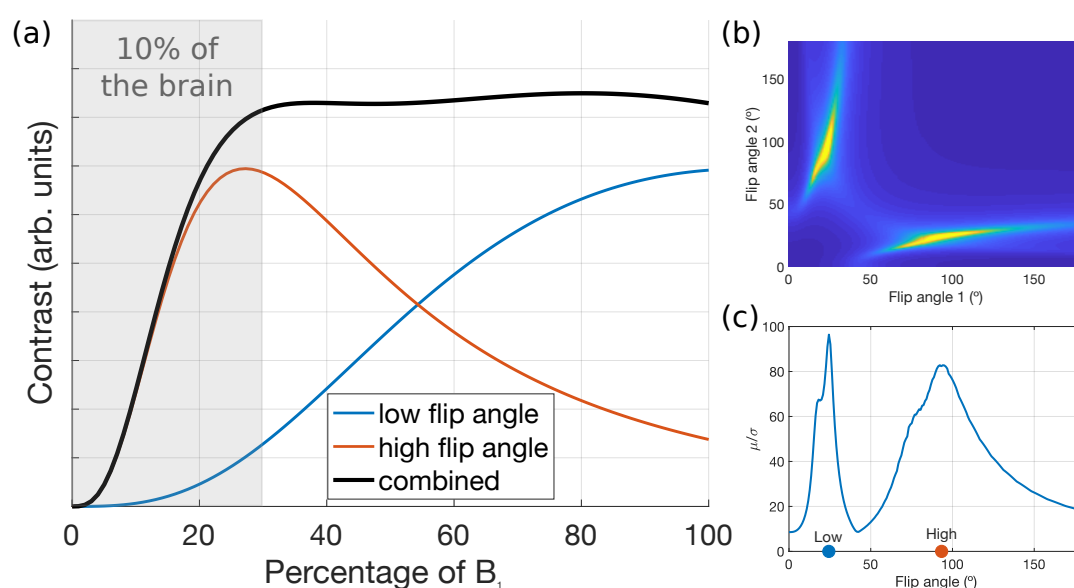 (a)
10% of
the brain
Contrast (arb. units)
low flip angle
high flip angle
combined
0
20
40
60
80
100
Percentage of B1
(b)
Flip angle 2 (º)
150
100
50
0
0
50
100
150
Flip angle 1 (º)
(c)
μ/σ
100
80
60
40
20
0
Low
High
0
50
100
150
Flip angle (º)